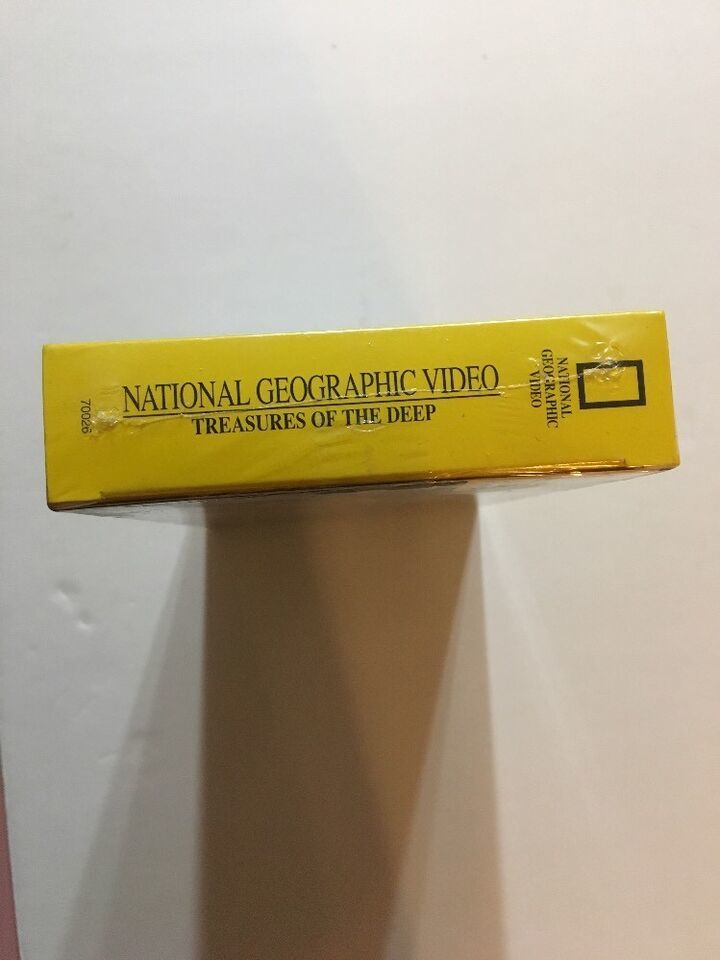 70026
NATIONAL GEOGRAPHIC VIDEO
TREASURES OF THE DEEP
NATIONAL
GEOGRAPHIC
VIDEO